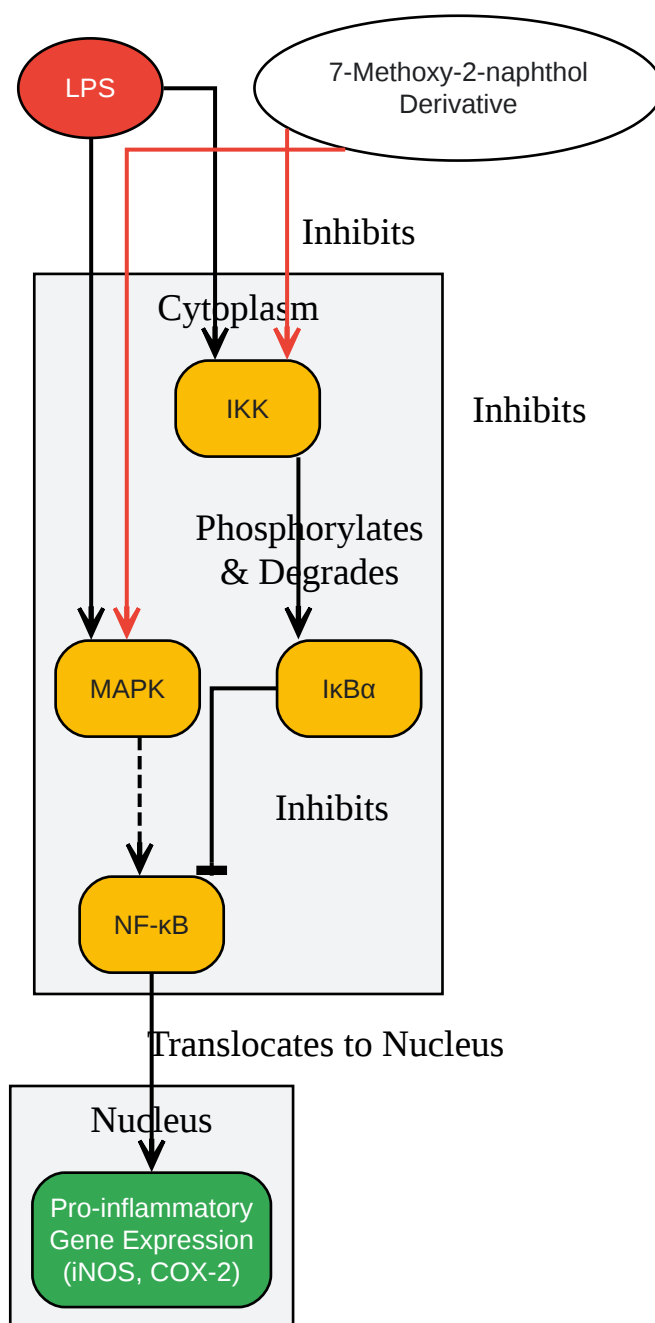 LPS
7-Methoxy-2-naphthol
Derivative
Inhibits
Cytoplasm
IKK
Inhibits
Phosphorylates
& Degrades
MAPK
IκBα
Inhibits
NF-κB
Translocates to Nucleus
Nucleus
Pro-inflammatory
Gene Expression
(iNOS, COX-2)